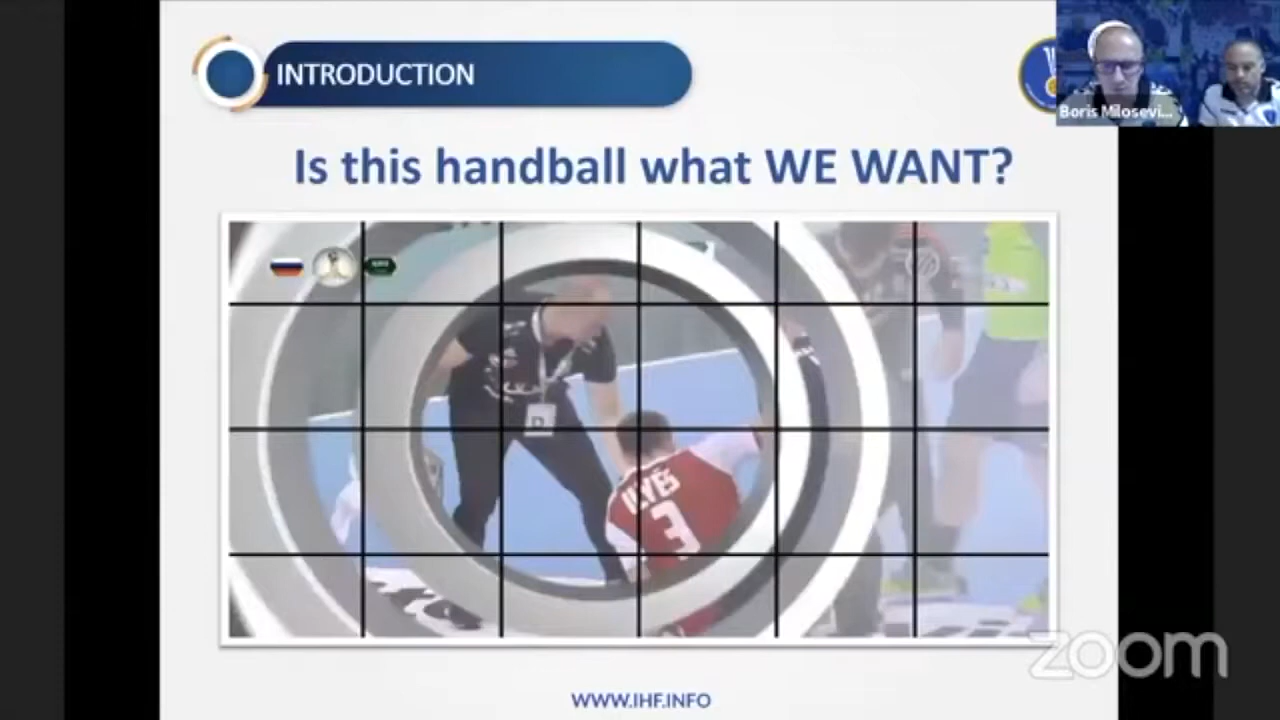 INTRODUCTION
Boris Milosevi...
Is this handball what WE WANT?
D
ILYÉS
3
zoom
WWW.IHF.INFO